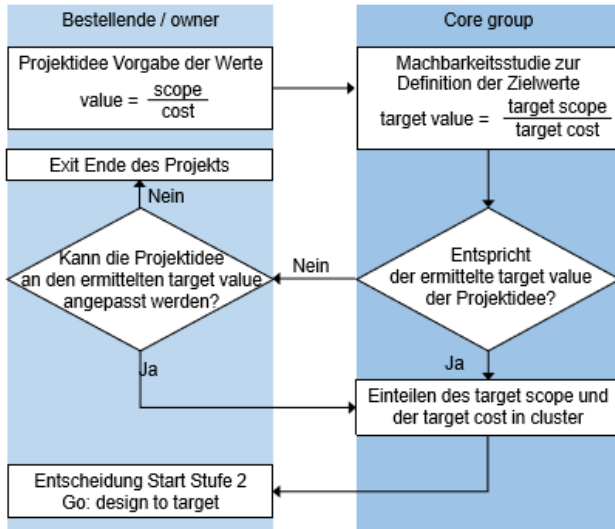 Bestellende / owner
Core group
Projektidee Vorgabe der Werte
value = scope
cost
Machbarkeitsstudie zur
Definition der Zielwerte
target value = target scope
target cost
Exit Ende des Projekts
Nein
Kann die Projektidee
an den ermittelten target value
angepasst werden?
Nein
Entspricht
der ermittelte target value
der Projektidee?
Ja
Ja
Einteilen des target scope und
der target cost in cluster
Entscheidung Start Stufe 2
Go: design to target